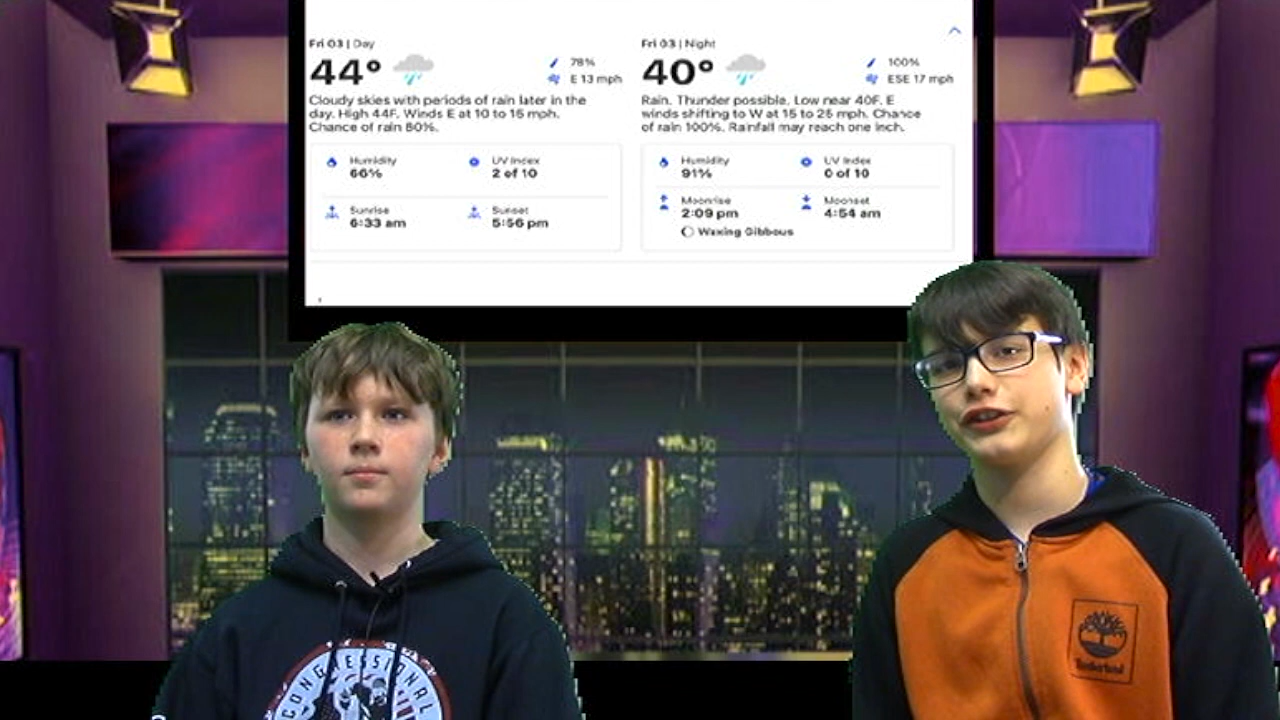 Fri 03 | Day
44°
78%
E 13 mph
Cloudy skies with periods of rain later in the
day. High 44F. Winds E at 10 to 15 mph.
Chance of rain 80%.
Humidity
66%
UV Index
2 of 10
Sunrise
6:33 am
Sunset
5:56 pm
Fri 03 | Night
40°
100%
ESE 17 mph
Rain. Thunder possible. Low near 40F. E
winds shifting to W at 15 to 25 mph. Chance
of rain 100%. Rainfall may reach one inch.
Humidity
91%
UV Index
0 of 10
Moonrise
2:09 pm
Moonset
4:54 am
Waxing Gibbous
CONGRESSIONAL
Timberland